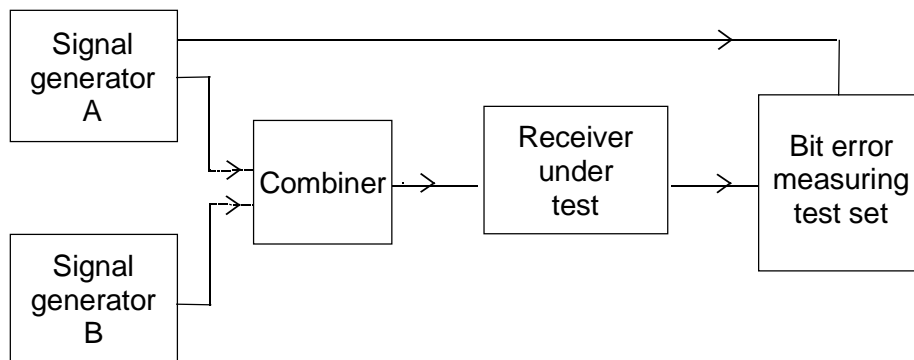 Signal
generator
A
Combiner
Receiver
under
test
Bit error
measuring
test set
Signal
generator
B